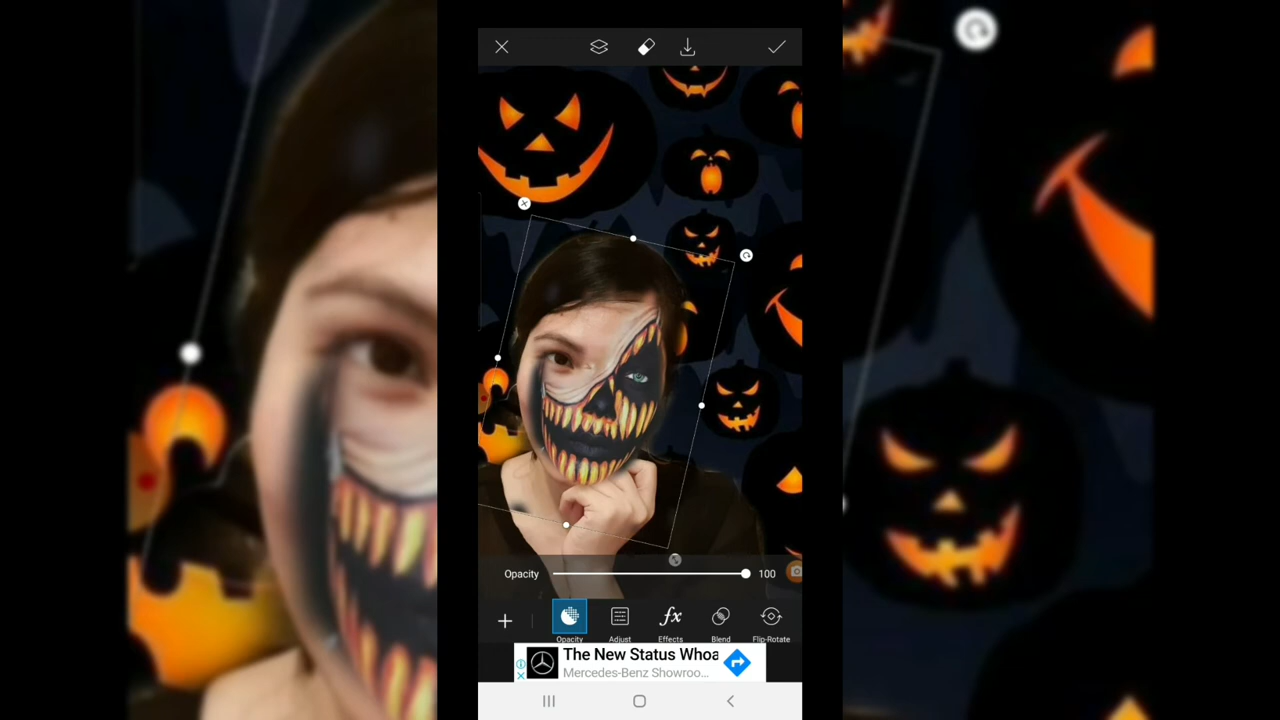 Opacity 100
Opacity Adjust Effects Blend Flip-Rotate
The New Status Whoa
Mercedes-Benz Showroo...